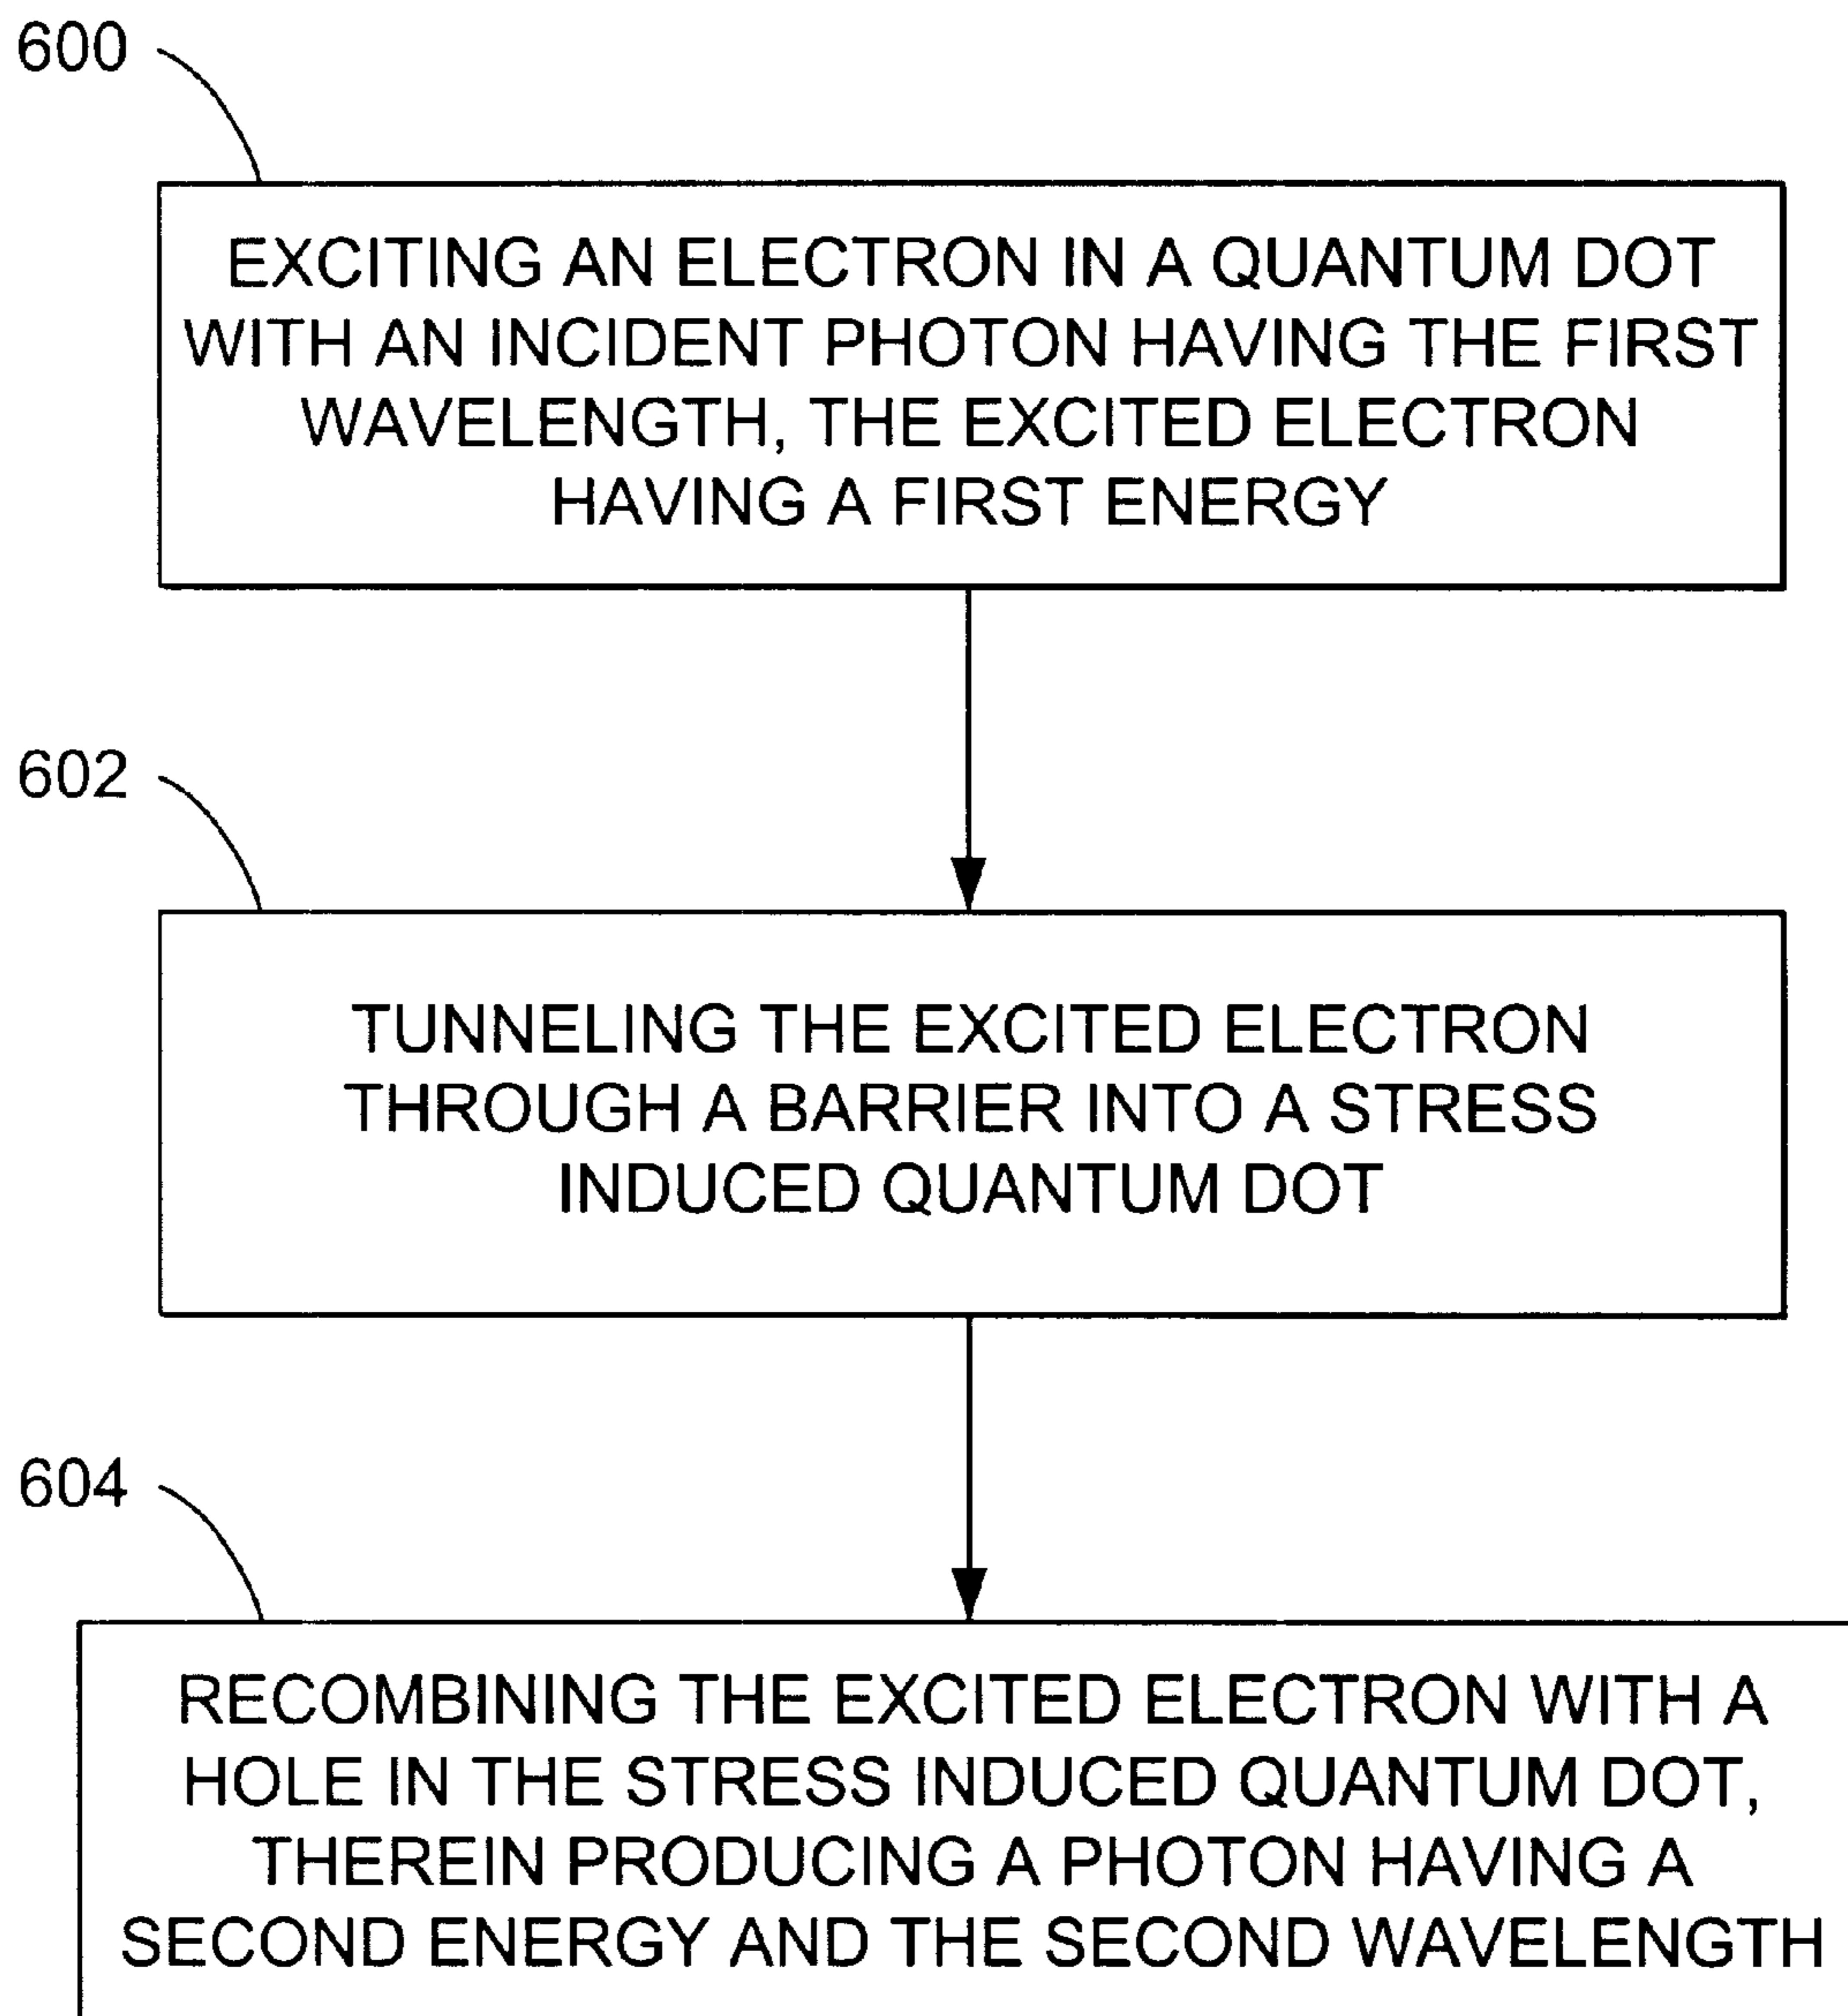 600
EXCITING AN ELECTRON IN A QUANTUM DOT
WITH AN INCIDENT PHOTON HAVING THE FIRST
WAVELENGTH, THE EXCITED ELECTRON
HAVING A FIRST ENERGY
602
TUNNELING THE EXCITED ELECTRON
THROUGH A BARRIER INTO A STRESS
INDUCED QUANTUM DOT
604
RECOMBINING THE EXCITED ELECTRON WITH A
HOLE IN THE STRESS INDUCED QUANTUM DOT,
THEREIN PRODUCING A PHOTON HAVING A
SECOND ENERGY AND THE SECOND WAVELENGTH